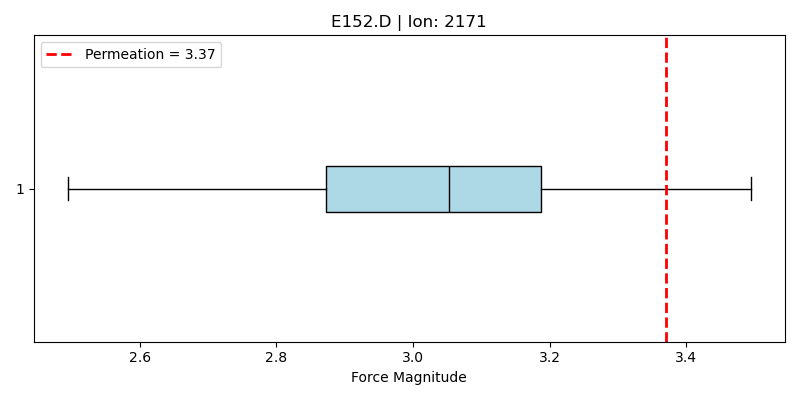 E152.D | Ion: 2171
Permeation = 3.37
1
2.6 2.8 3.0 3.2 3.4
Force Magnitude